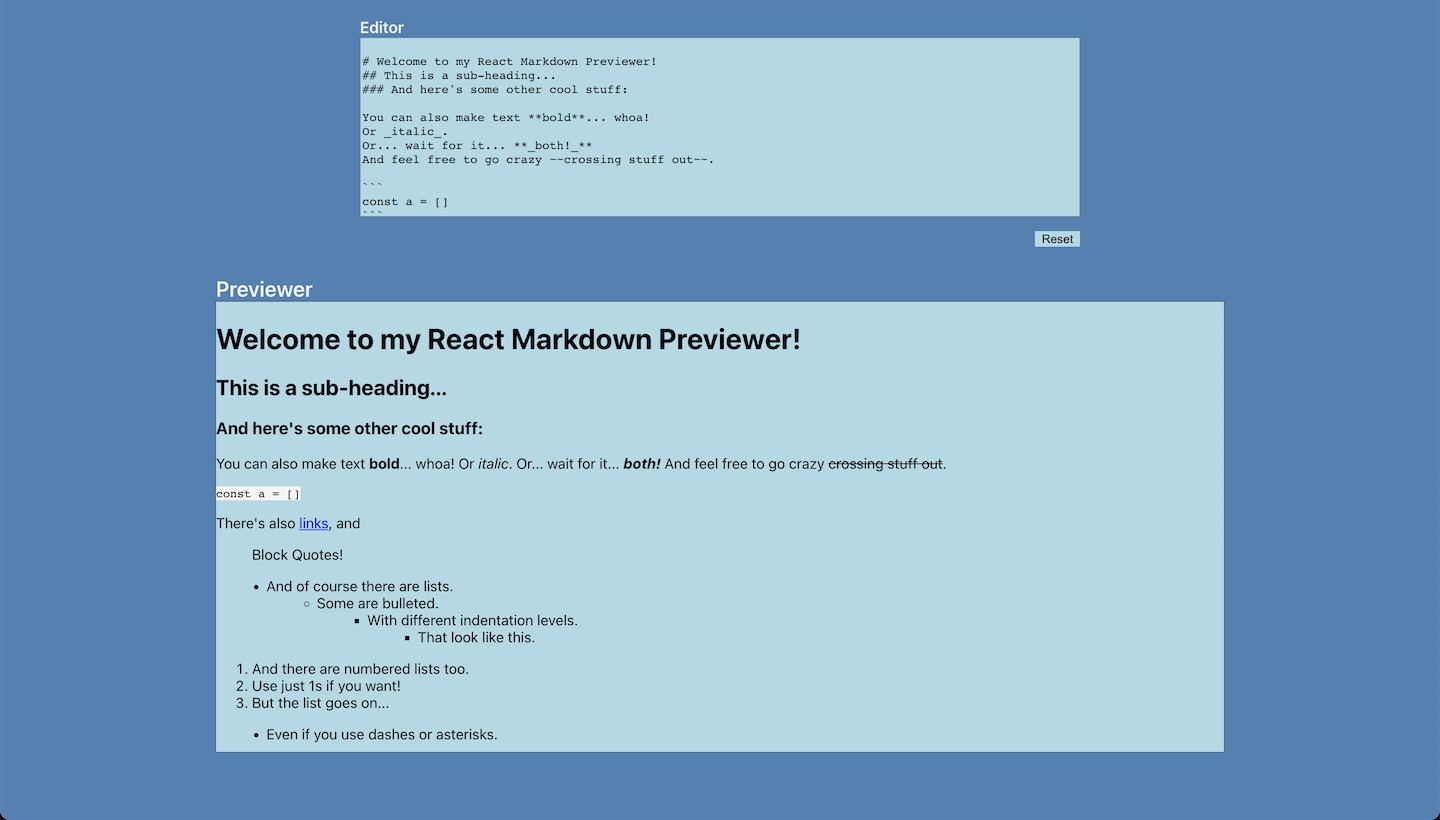 Editor
# Welcome to my React Markdown Previewer!
## This is a sub-heading...
### And here's some other cool stuff:
You can also make text **bold**... whoa!
Or _italic_.
Or... wait for it... **_both!_**
And feel free to go crazy ~~crossing stuff out~~.
```
const a = []
```
Reset
Previewer
Welcome to my React Markdown Previewer!
This is a sub-heading...
And here's some other cool stuff:
You can also make text bold... whoa! Or italic. Or... wait for it... both! And feel free to go crazy crossing stuff out.
const a = []
There's also links, and
Block Quotes!
• And of course there are lists.
◦ Some are bulleted.
▪ With different indentation levels.
▪ That look like this.
1. And there are numbered lists too.
2. Use just 1s if you want!
3. But the list goes on...
• Even if you use dashes or asterisks.